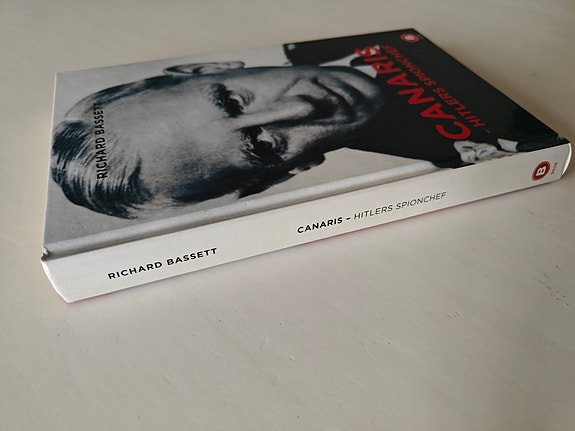 RICHARD BASSETT
CANARIS
– HITLERS SPIONCHEF
B
RICHARD BASSETT
CANARIS – HITLERS SPIONCHEF
B